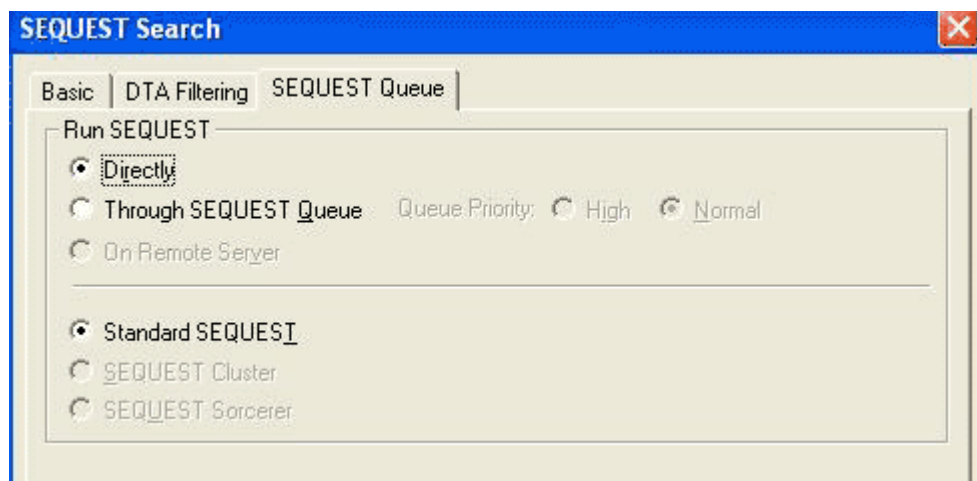 SEQUEST Search
Basic DTA Filtering SEQUEST Queue
Run SEQUEST
Directly
Through SEQUEST Queue Queue Priority: High Normal
On Remote Server
Standard SEQUEST
SEQUEST Cluster
SEQUEST Sorcerer